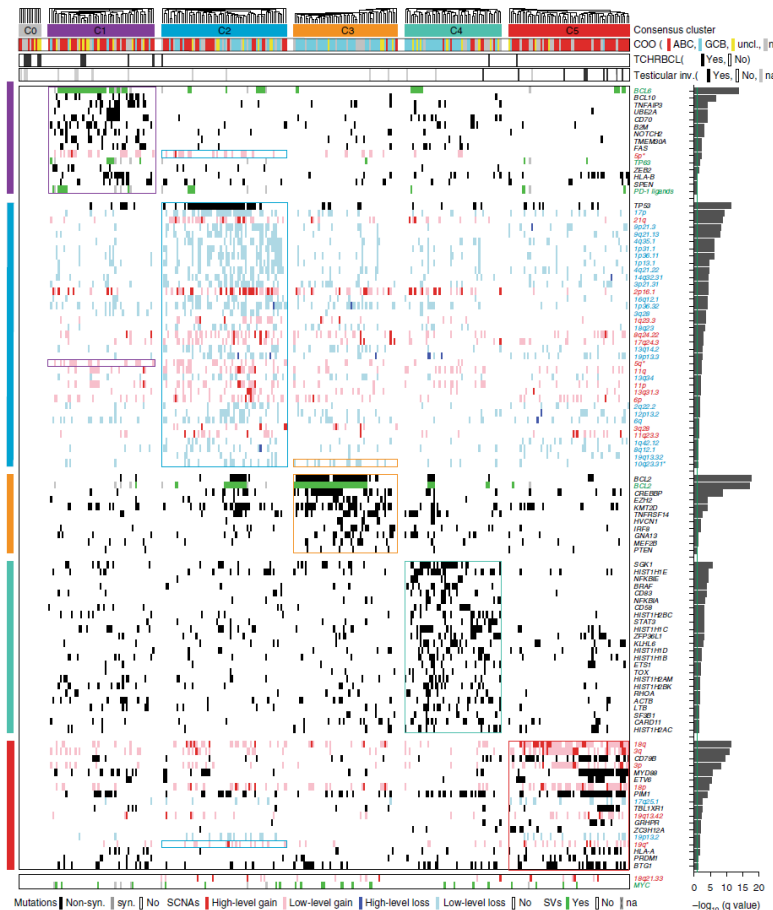 C0 C1 C2 C3 C4 C5 Consensus cluster
COO ( ABC, GCB, uncl., n
TCHRBCL( Yes, No)
Testicular inv.( Yes, No, na
BCL6
BCL10
TNFAIP3
UBE2A
CD70
B2M
NOTCH2
TMEM30A
FAS
5p*
TP63
ZEB2
HLA-B
SPEN
PD-1 ligands
TP53
17p
21q
9p21.3
9q21.13
4q35.1
1p31.1
1p36.11
1p13.1
4q21.22
14q32.31
3p21.31
2p16.1
16q12.1
1p36.32
3q28
1q23.3
18q23
8q24.22
17q24.3
13q14.2
19p13.3
5q*
11q
13q34
11p
13q31.3
6p
2q22.2
12p13.2
6q
3q28
11q23.3
1q42.12
8q12.1
19q13.32
10q23.31*
BCL2
BCL2
CREBBP
EZH2
KMT2D
TNFRSF14
HVCN1
IRF8
GNA13
MEF2B
PTEN
SGK1
HIST1H1E
NFKBIE
BRAF
CD83
NFKBIA
CD58
HIST1H2BC
STAT3
HIST1H1C
ZFP36L1
KLHL6
HIST1H1D
HIST1H1B
ETS1
TOX
HIST1H2AM
HIST1H2BK
RHOA
ACTB
LTB
SF3B1
CARD11
HIST1H2AC
18q
3q
CD79B
3p
MYD88
ETV6
18p
PIM1
17q25.1
TBL1XR1
19q13.42
GRHPR
ZC3H12A
19p13.2
19q*
HLA-A
PRDM1
BTG1
18q21.33
MYC
0 5 10 15 20
Mutations Non-syn. syn. No SCNAs High-level gain Low-level gain High-level loss Low-level loss No SVs Yes No na
–log10 (q value)